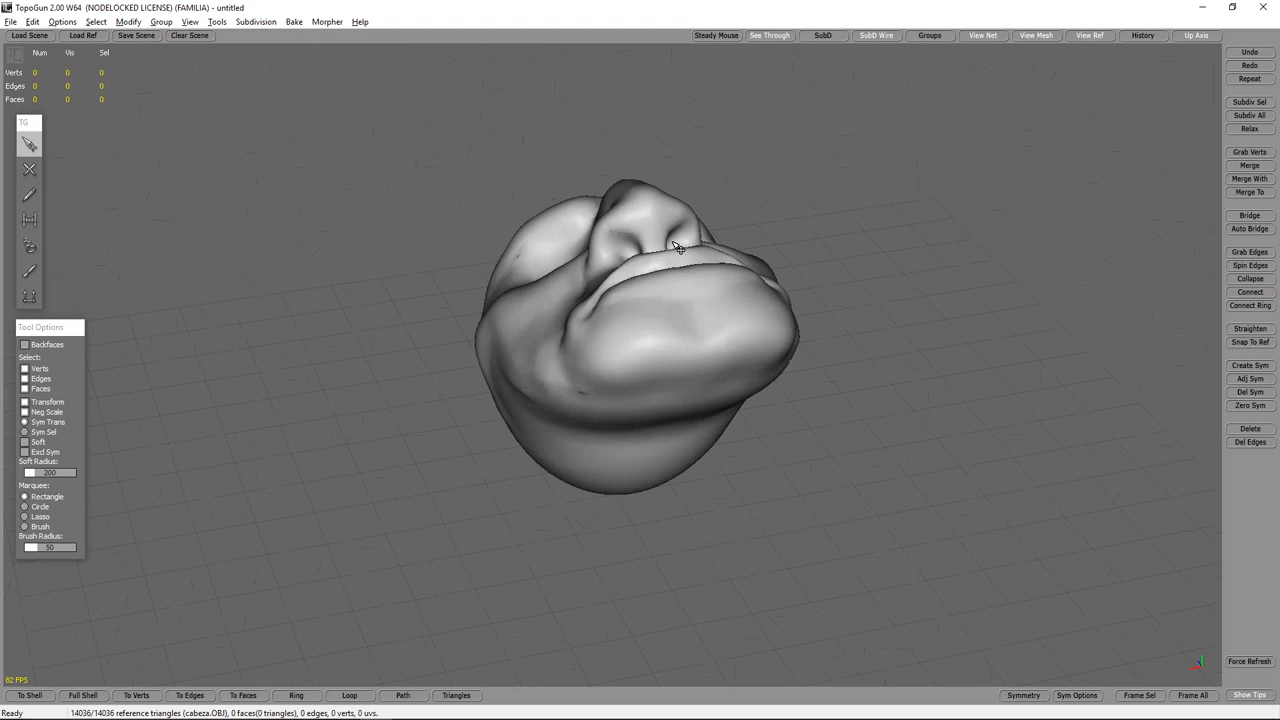 TopoGun 2.00 W64 (NODELOCKED LICENSE) (FAMILIA) - untitled
File Edit Options Select Modify Group View Tools Subdivision Bake Morpher Help
Load Scene Load Ref Save Scene Clear Scene Steady Mouse See Through SubD SubD Wire Groups View Net View Mesh View Ref History Up Axis
Num Vis Sel
Verts 0 0 0
Edges 0 0 0
Faces 0 0 0
TG
Tool Options
Backfaces
Select:
Verts
Edges
Faces
Transform
Neg Scale
Sym Trans
Sym Sel
Soft
Excl Sym
Soft Radius:
200
Marquee:
Rectangle
Circle
Lasso
Brush
Brush Radius:
50
Undo
Redo
Repeat
Subdiv Sel
Subdiv All
Relax
Grab Verts
Merge
Merge With
Merge To
Bridge
Auto Bridge
Grab Edges
Spin Edges
Collapse
Connect
Connect Ring
Straighten
Snap To Ref
Create Sym
Adj Sym
Del Sym
Zero Sym
Delete
Del Edges
Force Refresh
82 FPS
To Shell Full Shell To Verts To Edges To Faces Ring Loop Path Triangles Symmetry Sym Options Frame Sel Frame All Show Tips
Ready 14036/14036 reference triangles (cabeza.OBJ), 0 faces(0 triangles), 0 edges, 0 verts, 0 uvs.